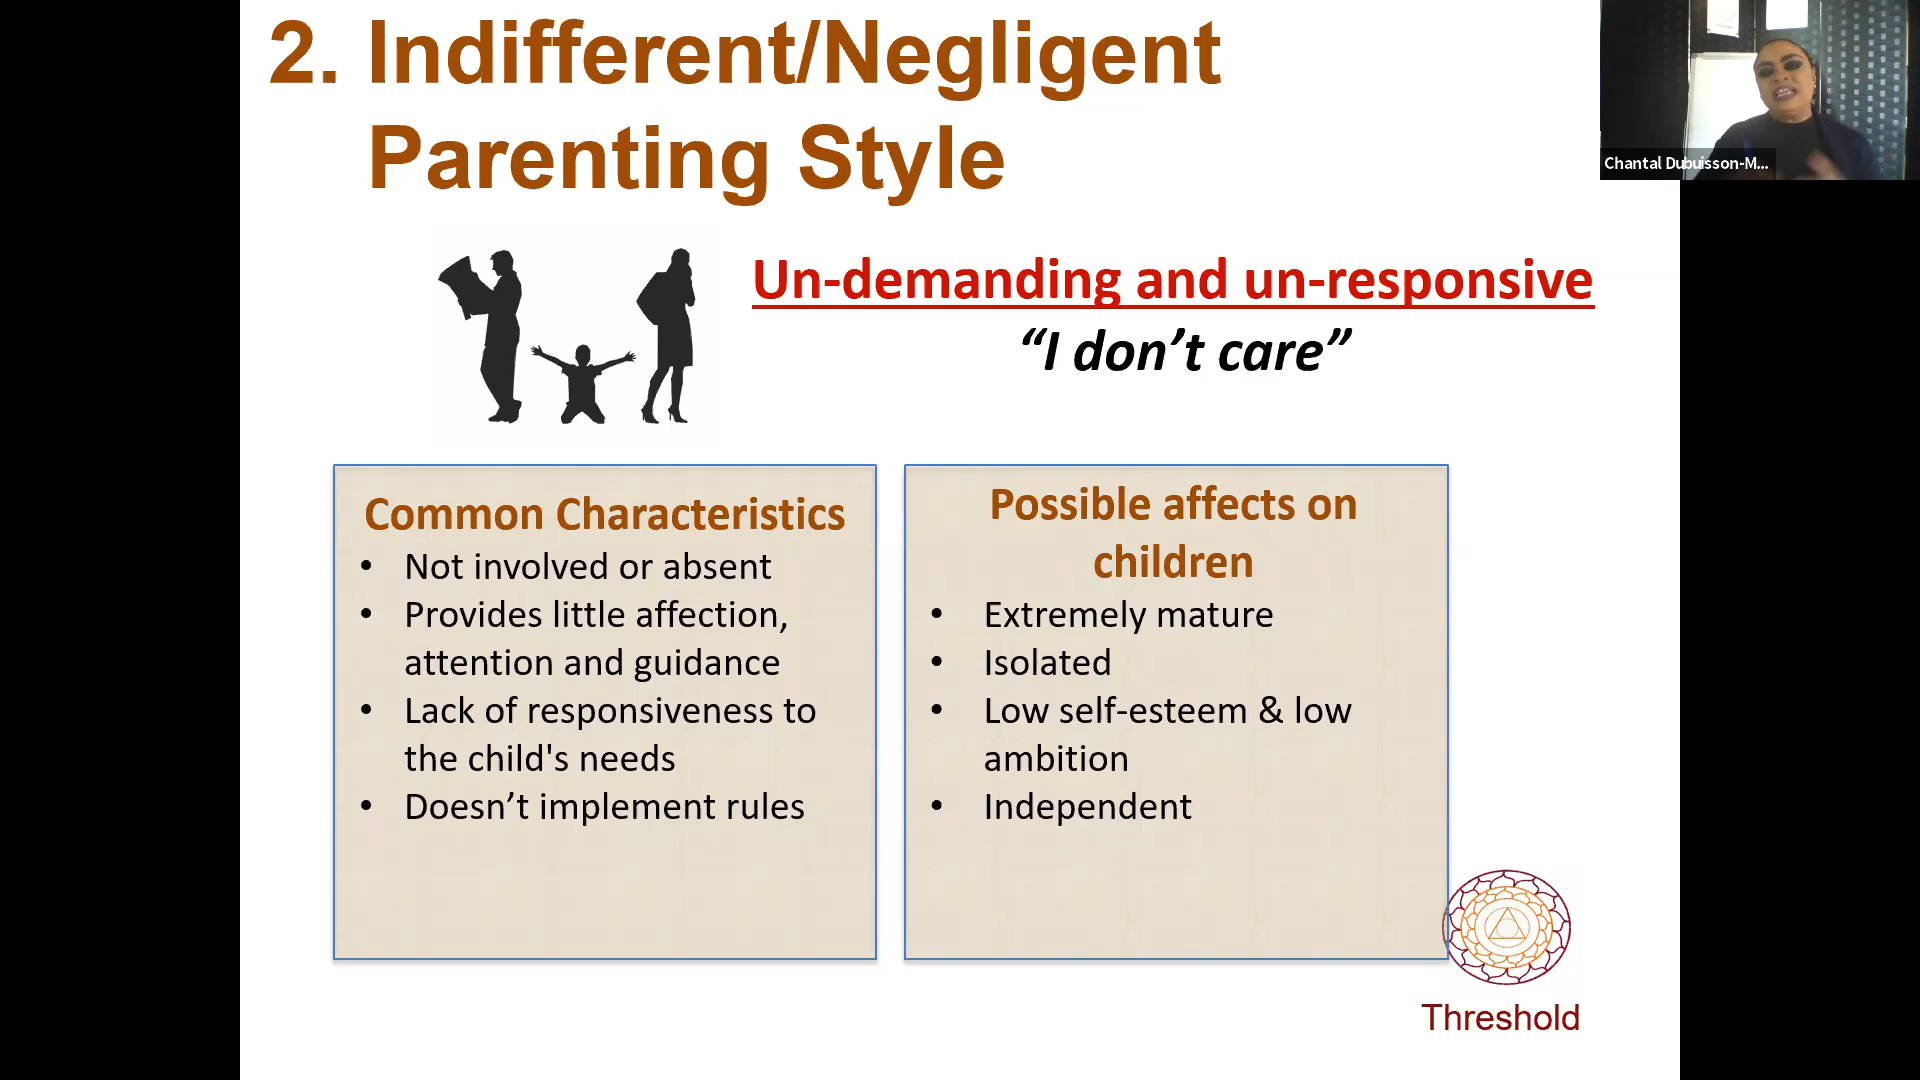 2. Indifferent/Negligent
Parenting Style
Chantal Dubuisson-M...
Un-demanding and un-responsive
“I don’t care”
Common Characteristics
• Not involved or absent
• Provides little affection,
attention and guidance
• Lack of responsiveness to
the child's needs
• Doesn’t implement rules
Possible affects on
children
• Extremely mature
• Isolated
• Low self-esteem & low
ambition
• Independent
Threshold